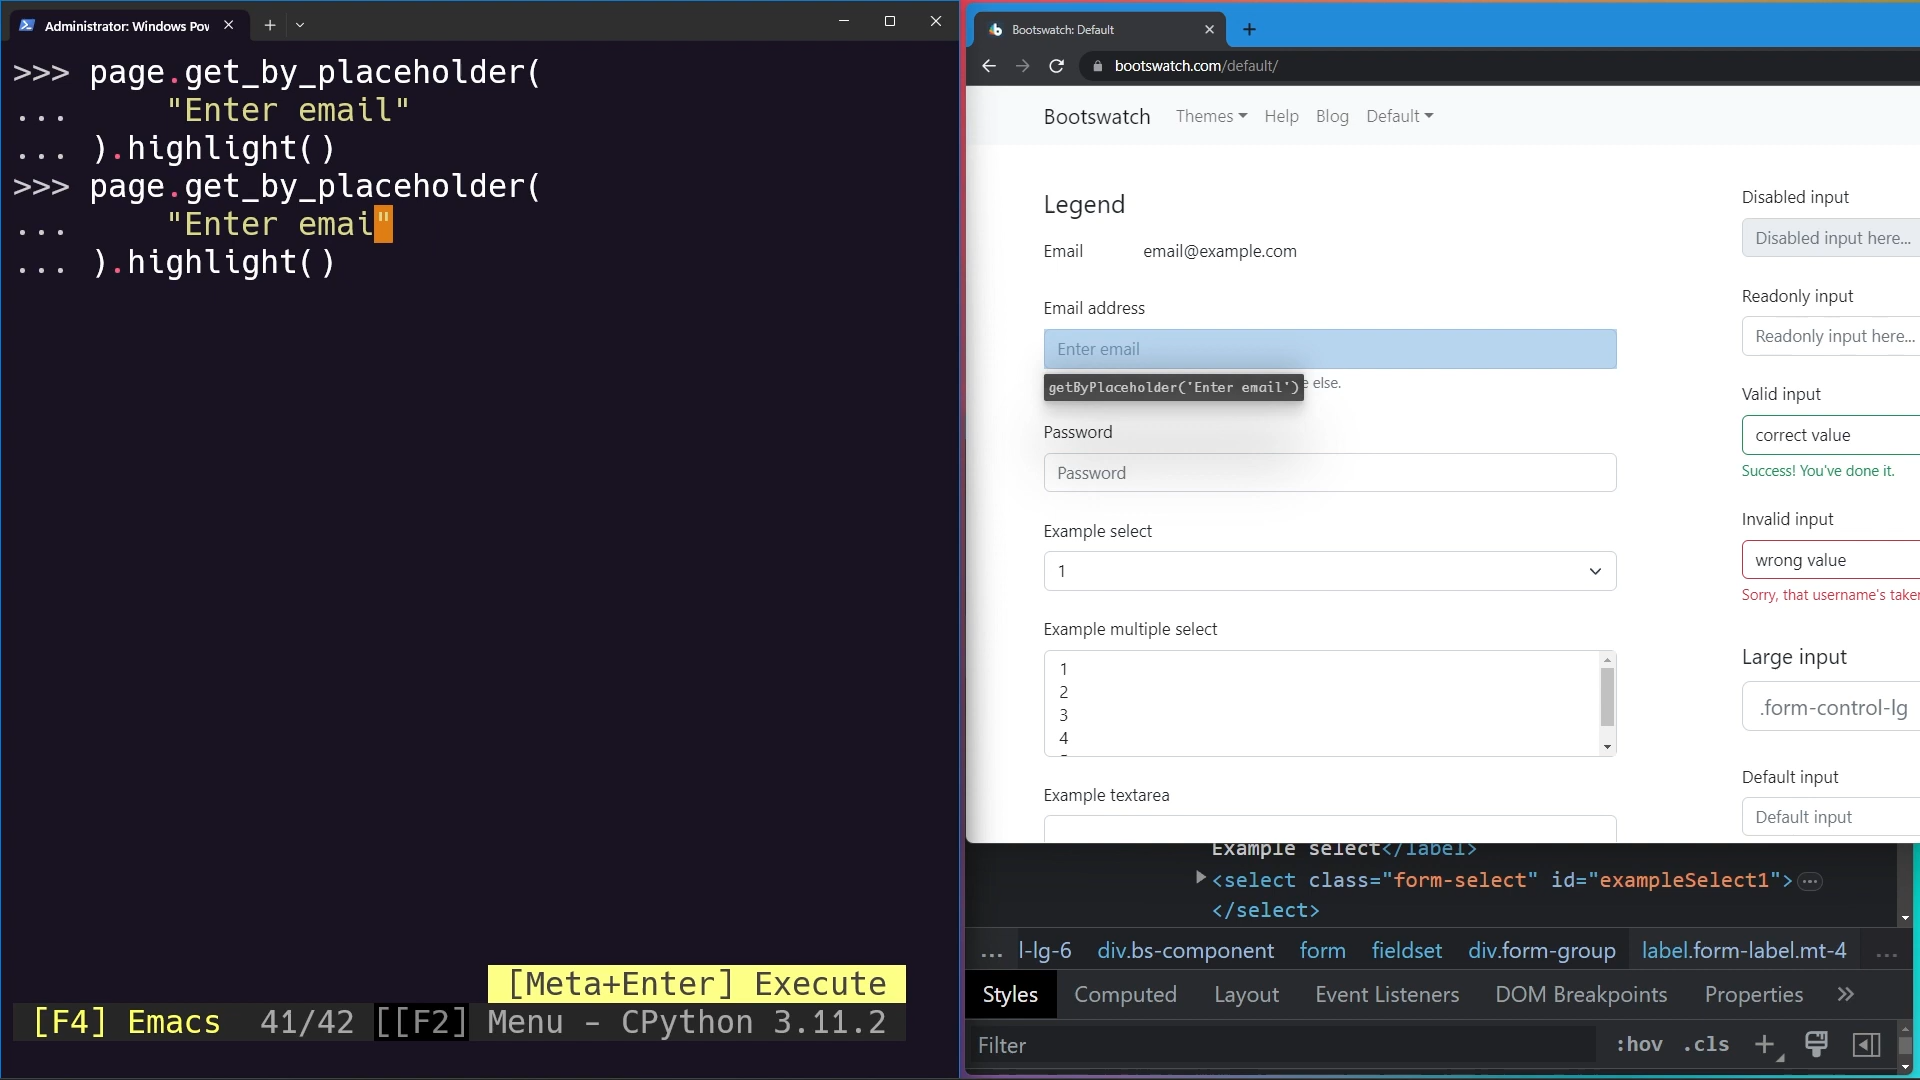 Administrator: Windows Pov
>>> page.get_by_placeholder(
...     "Enter email"
... ).highlight()
>>> page.get_by_placeholder(
...     "Enter emai"
... ).highlight()
[Meta+Enter] Execute
[F4] Emacs  41/42 [[F2] Menu - CPython 3.11.2
Bootswatch: Default
bootswatch.com/default/
Bootswatch Themes Help Blog Default
Legend
Email email@example.com
Email address
Enter email
getByPlaceholder('Enter email') e else.
Password
Password
Example select
1
Example multiple select
1
2
3
4
Example textarea
Disabled input
Disabled input here...
Readonly input
Readonly input here...
Valid input
correct value
Success! You've done it.
Invalid input
wrong value
Sorry, that username's taken
Large input
.form-control-lg
Default input
Default input
Example select</label>
<select class="form-select" id="exampleSelect1">...
</select>
... l-lg-6 div.bs-component form fieldset div.form-group label.form-label.mt-4 ...
Styles Computed Layout Event Listeners DOM Breakpoints Properties »
Filter :hov .cls +